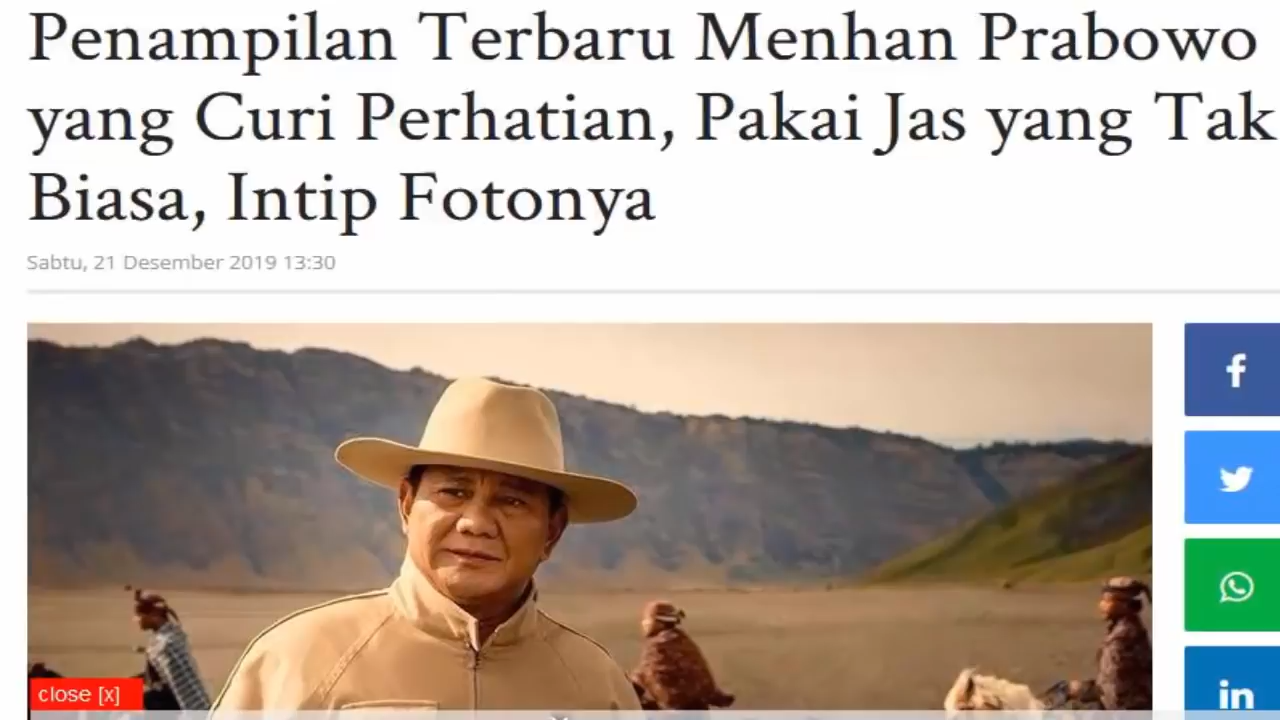 Penampilan Terbaru Menhan Prabowo
yang Curi Perhatian, Pakai Jas yang Tak
Biasa, Intip Fotonya
Sabtu, 21 Desember 2019 13:30
close [x]